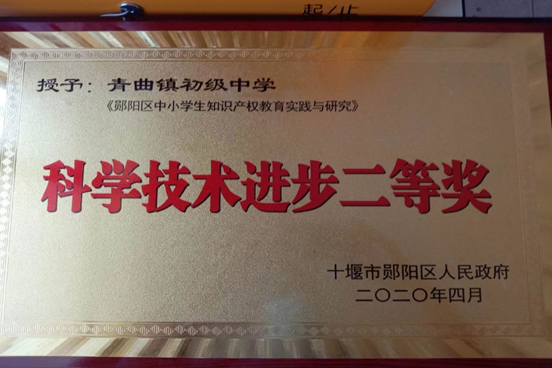 起/止
授予：青曲镇初级中学
《郧阳区中小学生知识产权教育实践与研究》
科学技术进步二等奖
十堰市郧阳区人民政府
二〇二〇年四月